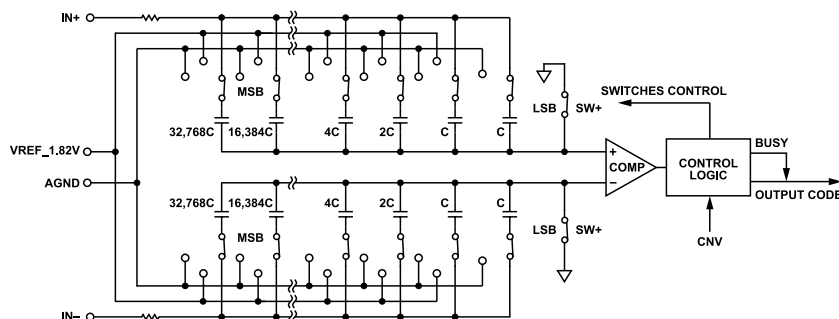 IN+
MSB
LSB SW+
SWITCHES CONTROL
32,768C 16,384C 4C 2C C C
BUSY
VREF_1.82V
COMP
+
−
CONTROL
LOGIC
AGND
OUTPUT CODE
32,768C 16,384C 4C 2C C C
MSB
LSB SW+
CNV
IN−